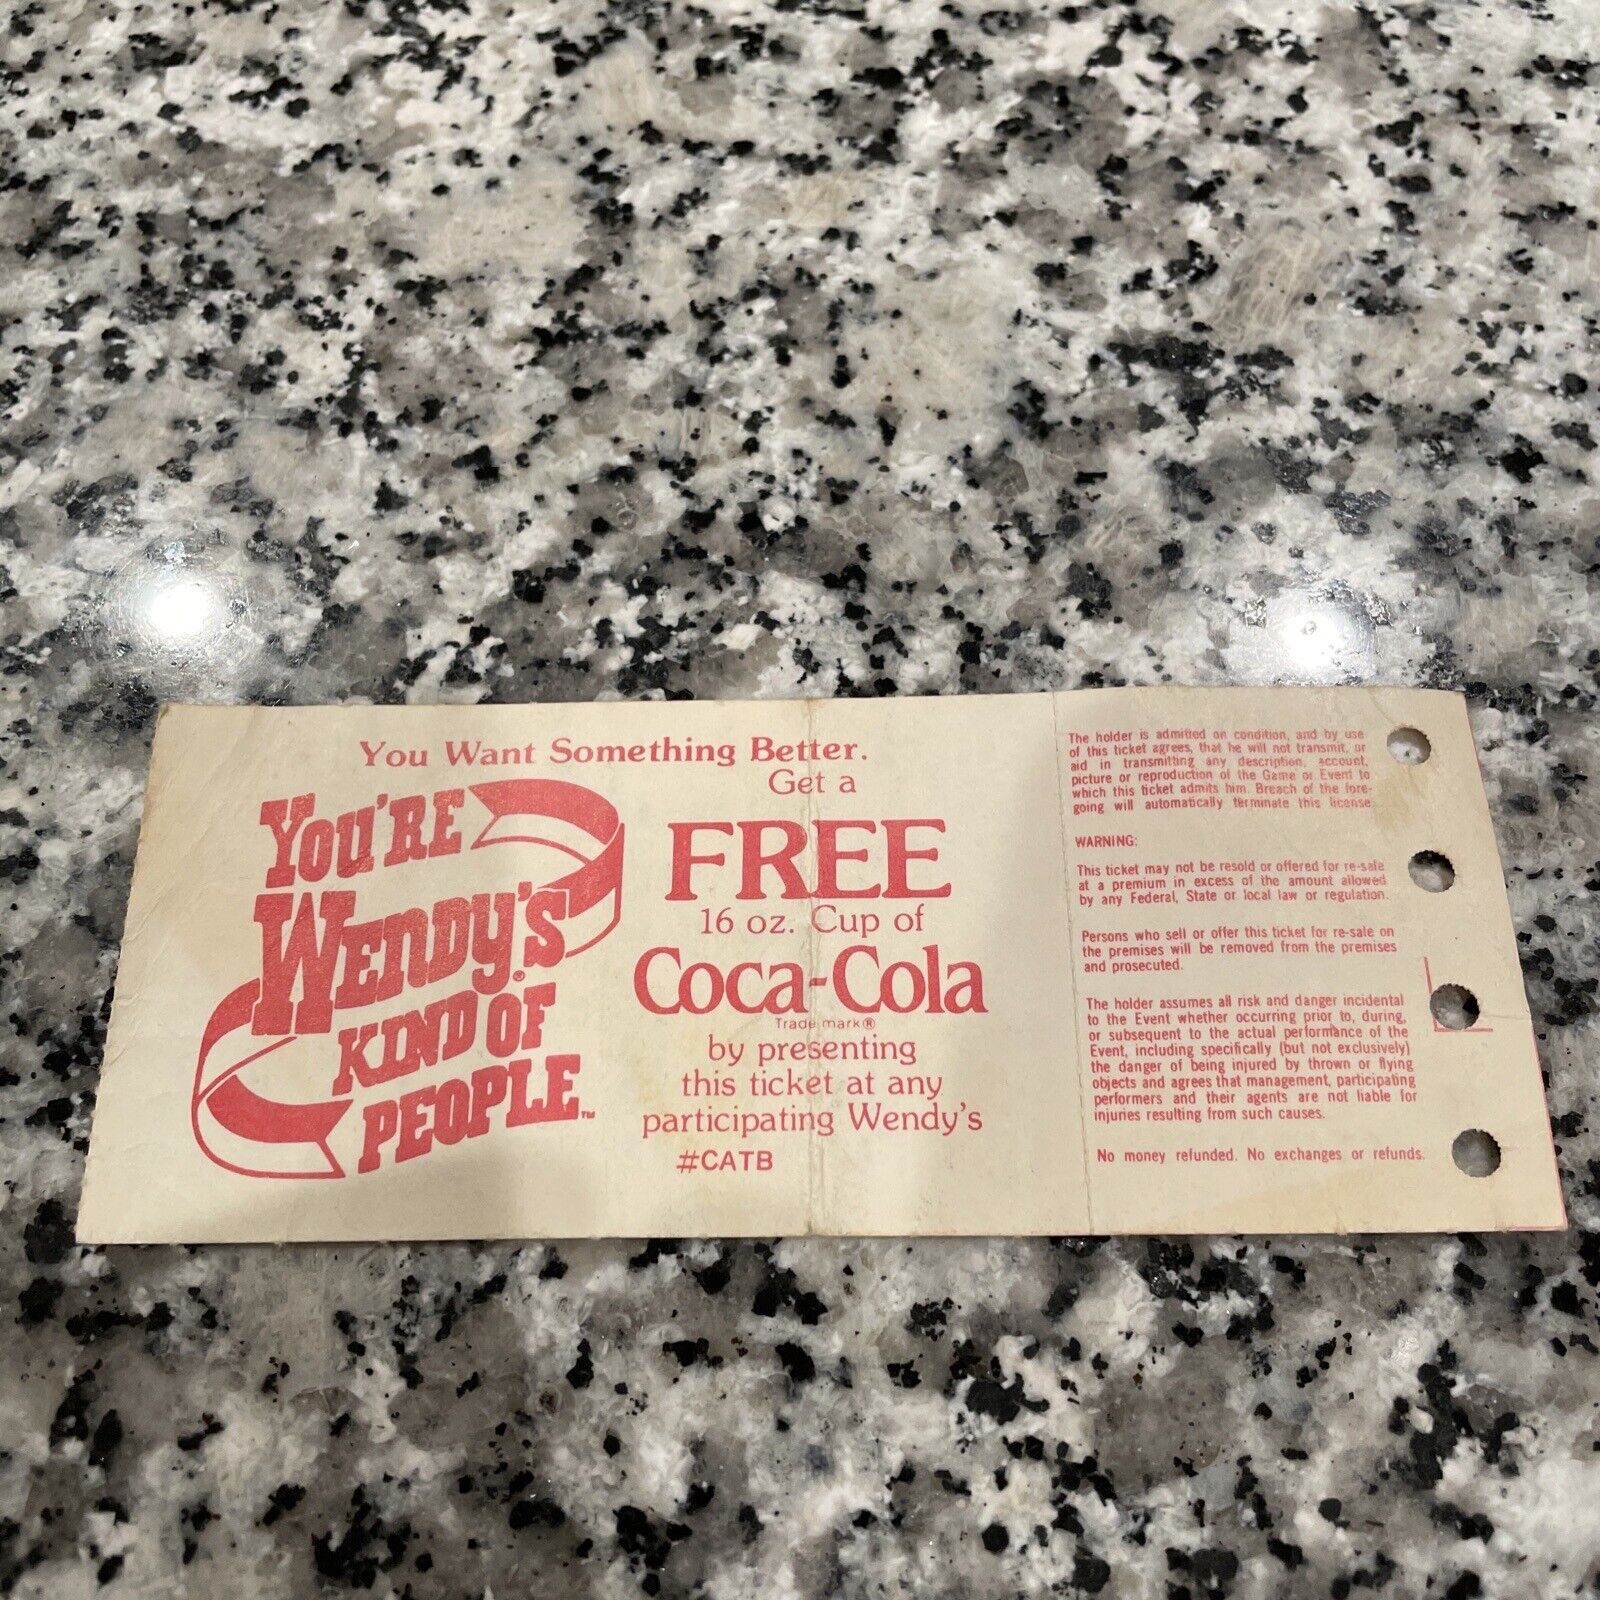 You Want Something Better.
YOU'RE
WENDY'S®
KIND OF
PEOPLE™
Get a
FREE
16 oz. Cup of
Coca-Cola
Trade mark®
by presenting
this ticket at any
participating Wendy's
#CATB
The holder is admitted on condition, and by use
of this ticket agrees, that he will not transmit, or
aid in transmitting any description, account,
picture or reproduction of the Game or Event to
which this ticket admits him. Breach of the fore-
going will automatically terminate this license.
WARNING:
This ticket may not be resold or offered for re-sale
at a premium in excess of the amount allowed
by any Federal, State or local law or regulation.
Persons who sell or offer this ticket for re-sale on
the premises will be removed from the premises
and prosecuted.
The holder assumes all risk and danger incidental
to the Event whether occurring prior to, during,
or subsequent to the actual performance of the
Event, including specifically (but not exclusively)
the danger of being injured by thrown or flying
objects and agrees that management, participating
performers and their agents are not liable for
injuries resulting from such causes.
No money refunded. No exchanges or refunds.